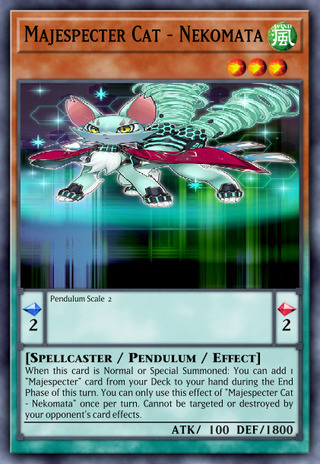 Majespecter Cat - Nekomata
WIND
風
Pendulum Scale 2
2
2
[Spellcaster / Pendulum / Effect]
When this card is Normal or Special Summoned: You can add 1
"Majespecter" card from your Deck to your hand during the End
Phase of this turn. You can only use this effect of "Majespecter Cat
- Nekomata" once per turn. Cannot be targeted or destroyed by
your opponent's card effects.
ATK/ 100 DEF/1800